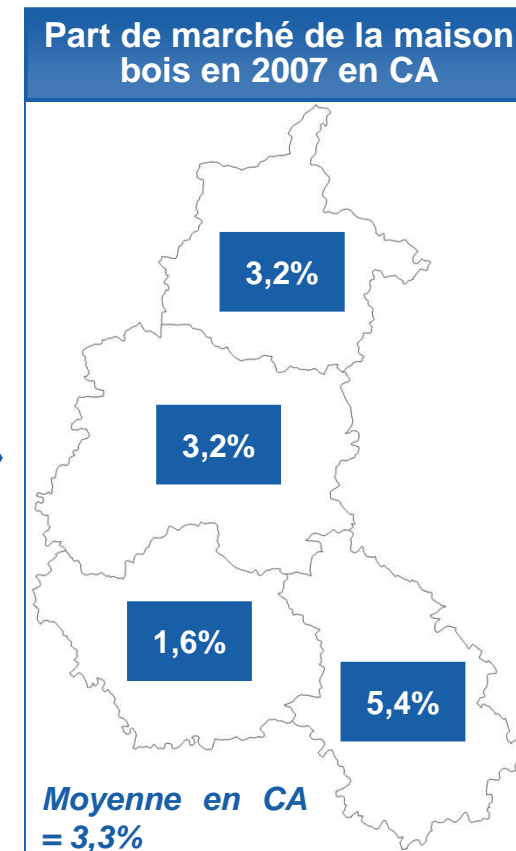 Part de marché de la maison
bois en 2007 en CA
3,2%
3,2%
1,6%
5,4%
Moyenne en CA
= 3,3%